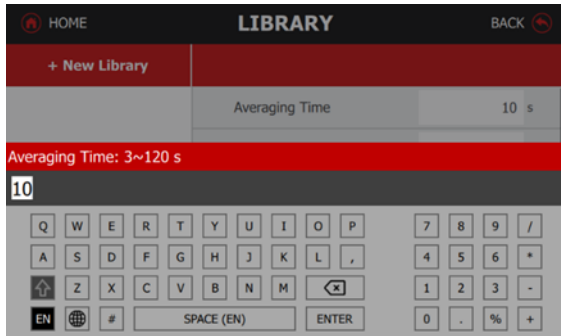 HOME LIBRARY BACK
+ New Library
Averaging Time 10 s
Averaging Time: 3~120 s
10
Q W E R T Y U I O P 7 8 9 /
A S D F G H J K L , 4 5 6 *
Z X C V B N M 1 2 3 -
EN # SPACE (EN) ENTER 0 . % +